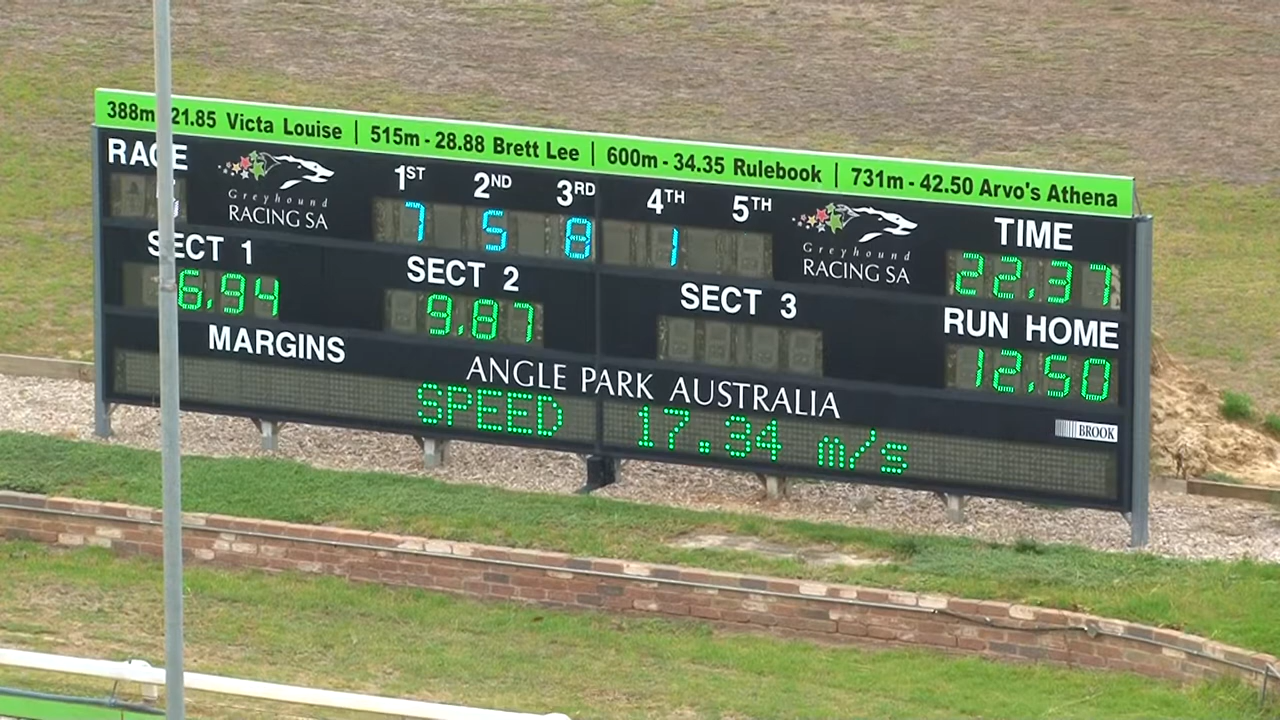 388m 21.85 Victa Louise | 515m - 28.88 Brett Lee | 600m - 34.35 Rulebook | 731m - 42.50 Arvo's Athena
RACE
Greyhound
RACING SA
1ST 2ND 3RD 4TH 5TH
7 5 8 1
Greyhound
RACING SA
TIME
22.37
SECT 1
6.94
SECT 2
9.87
SECT 3
RUN HOME
12.50
MARGINS
ANGLE PARK AUSTRALIA
SPEED 17.34 m/s
BROOK